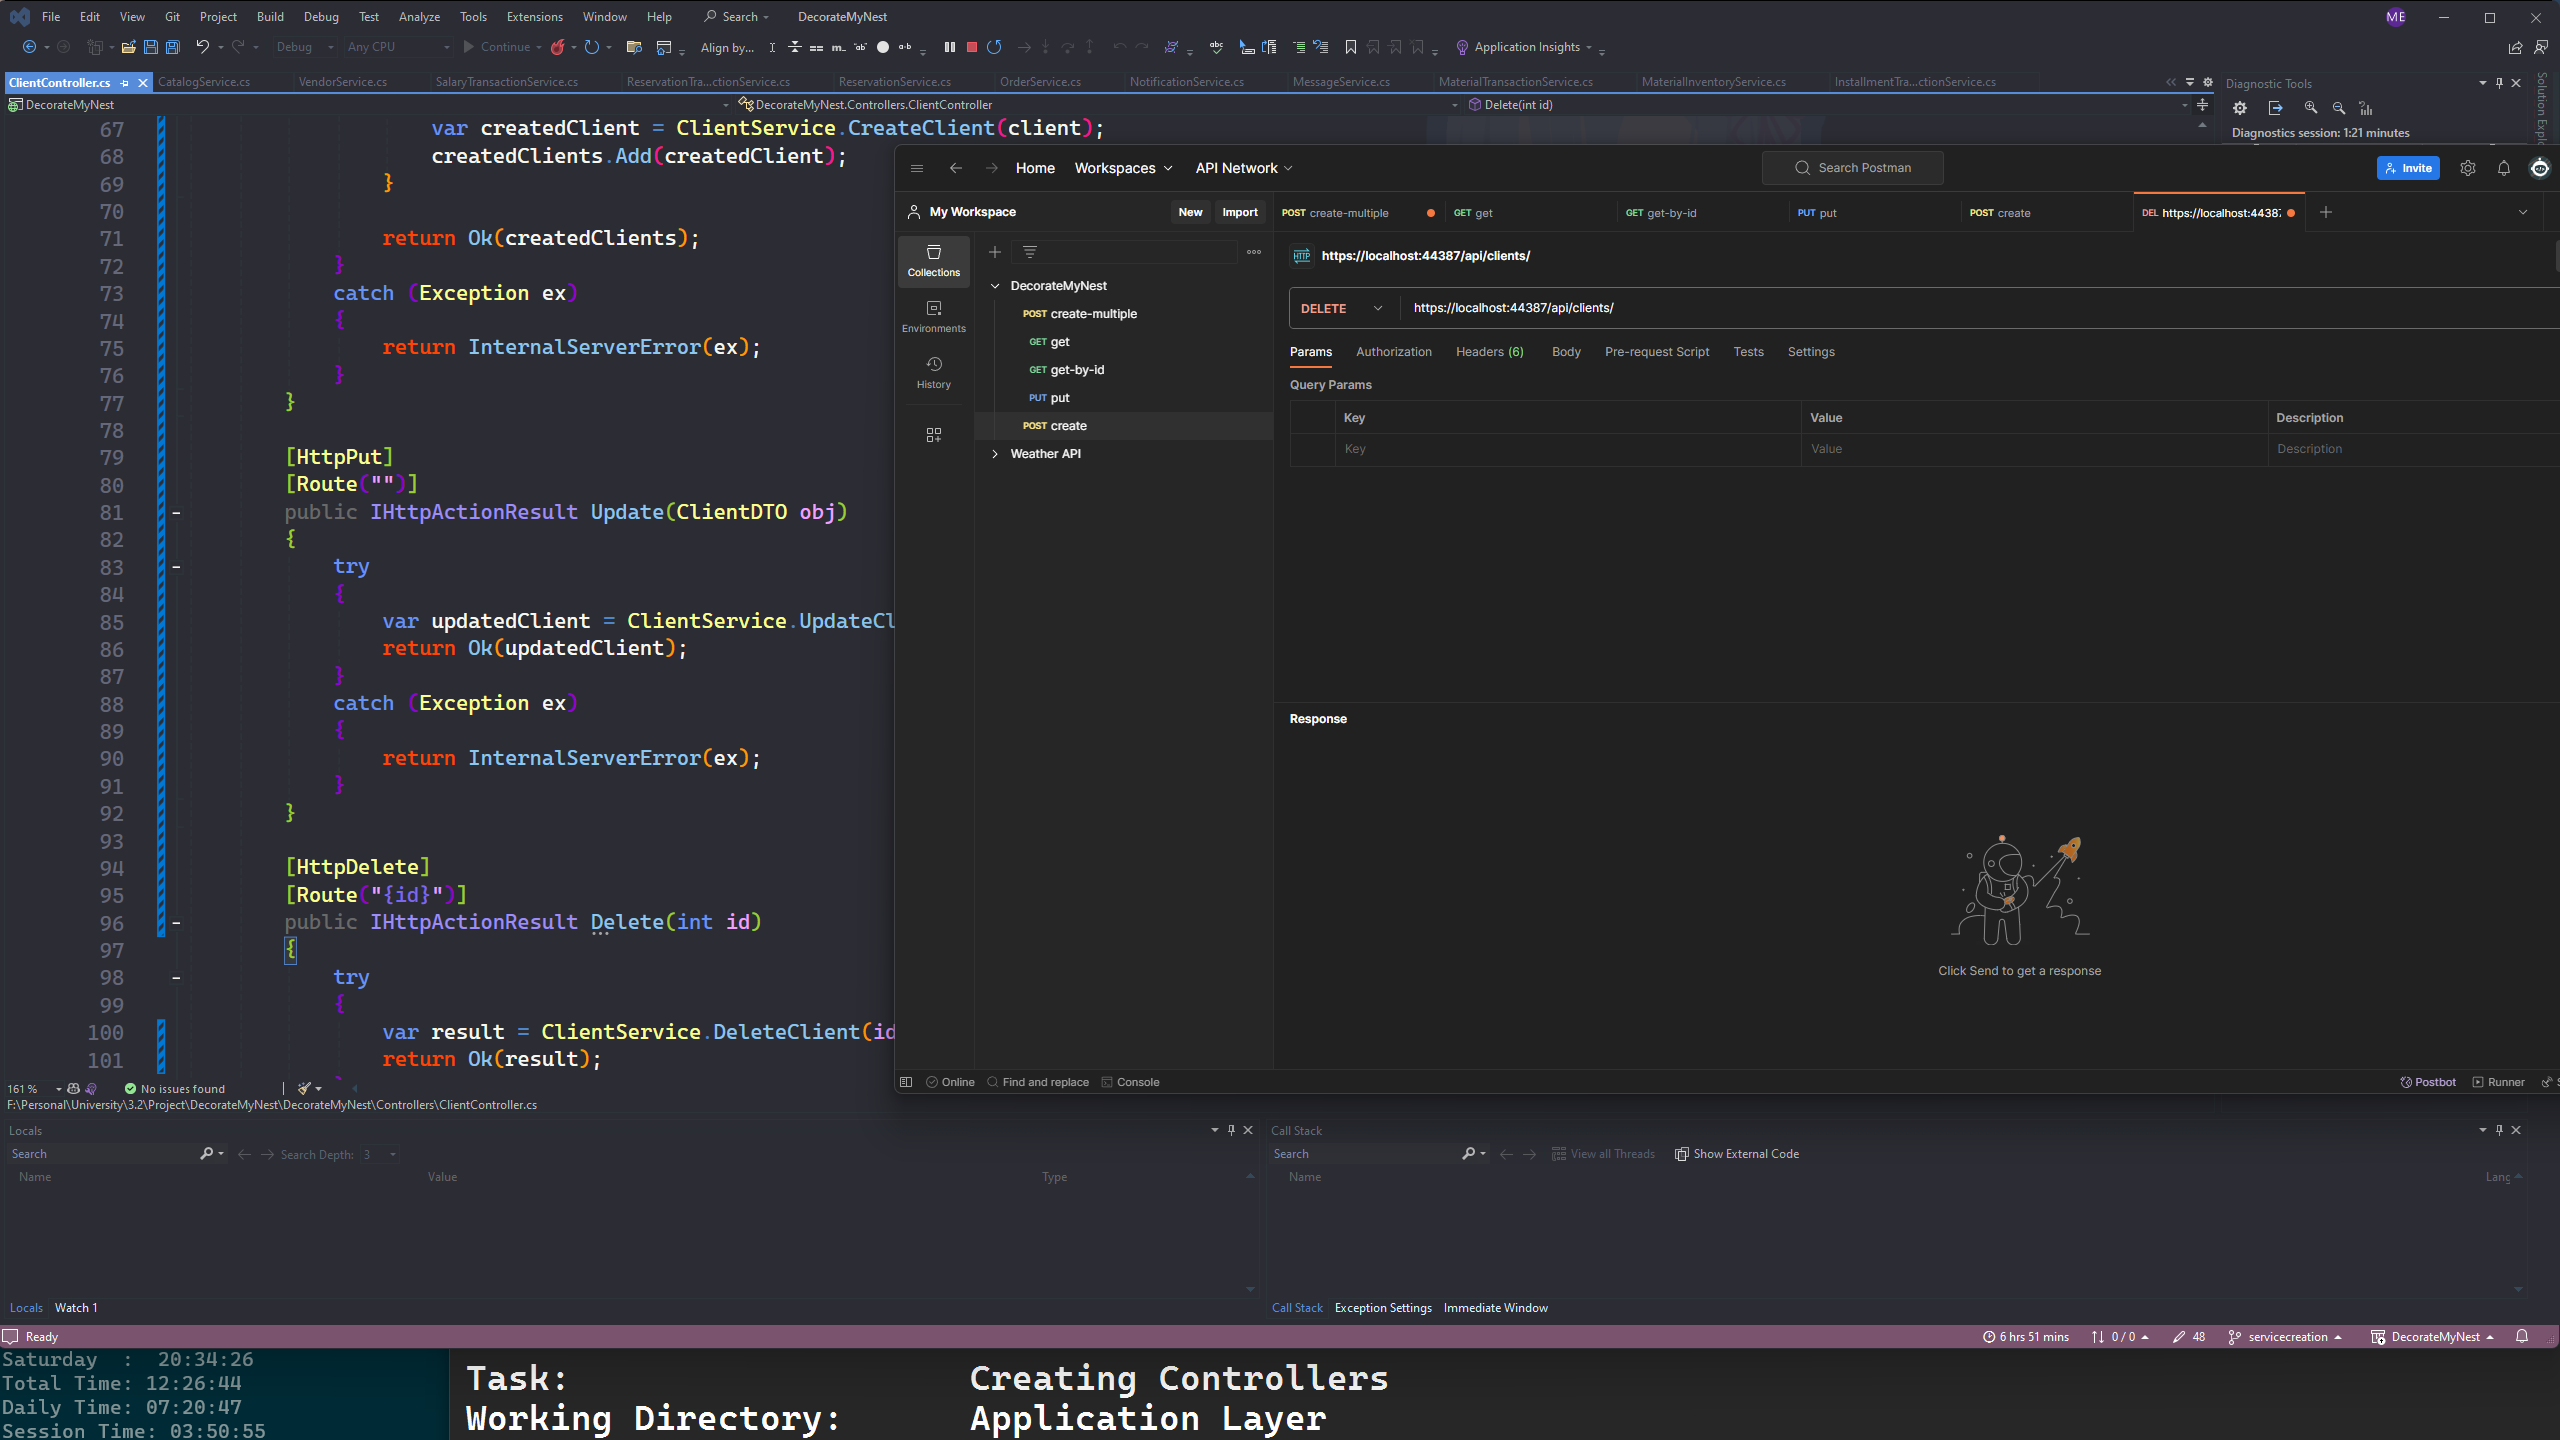 File Edit View Git Project Build Debug Test Analyze Tools Extensions Window Help Search DecorateMyNest ME
Debug Any CPU Continue Align by... Application Insights
ClientController.cs CatalogService.cs VendorService.cs SalaryTransactionService.cs ReservationTra...ctionService.cs ReservationService.cs OrderService.cs NotificationService.cs MessageService.cs MaterialTransactionService.cs MaterialInventoryService.cs InstallmentTra...ctionService.cs
DecorateMyNest DecorateMyNest.Controllers.ClientController Delete(int id)
67 var createdClient = ClientService.CreateClient(client);
68 createdClients.Add(createdClient);
69 }
70
71 return Ok(createdClients);
72 }
73 catch (Exception ex)
74 {
75 return InternalServerError(ex);
76 }
77 }
78
79 [HttpPut]
80 [Route("")]
81 public IHttpActionResult Update(ClientDTO obj)
82 {
83 try
84 {
85 var updatedClient = ClientService.UpdateCl
86 return Ok(updatedClient);
87 }
88 catch (Exception ex)
89 {
90 return InternalServerError(ex);
91 }
92 }
93
94 [HttpDelete]
95 [Route("{id}")]
96 public IHttpActionResult Delete(int id)
97 {
98 try
99 {
100 var result = ClientService.DeleteClient(id
101 return Ok(result);
161 % No issues found
F:\Personal\University\3.2\Project\DecorateMyNest\DecorateMyNest\Controllers\ClientController.cs
Diagnostic Tools
Diagnostics session: 1:21 minutes
Solution Explo
Home Workspaces API Network Search Postman Invite
My Workspace New Import
POST create-multiple GET get GET get-by-id PUT put POST create DEL https://localhost:44387
Collections
Environments
History
DecorateMyNest
POST create-multiple
GET get
GET get-by-id
PUT put
POST create
Weather API
HTTP https://localhost:44387/api/clients/
DELETE https://localhost:44387/api/clients/
Params Authorization Headers (6) Body Pre-request Script Tests Settings
Query Params
Key Value Description
Key Value Description
Response
Click Send to get a response
Online Find and replace Console Postbot Runner
Locals
Search Search Depth: 3
Name Value Type
Locals Watch 1
Call Stack
Search View all Threads Show External Code
Name Lang
Call Stack Exception Settings Immediate Window
Ready 6 hrs 51 mins 0 / 0 48 servicecreation DecorateMyNest
Saturday : 20:34:26
Total Time: 12:26:44
Daily Time: 07:20:47
Session Time: 03:50:55
Task: Creating Controllers
Working Directory: Application Layer